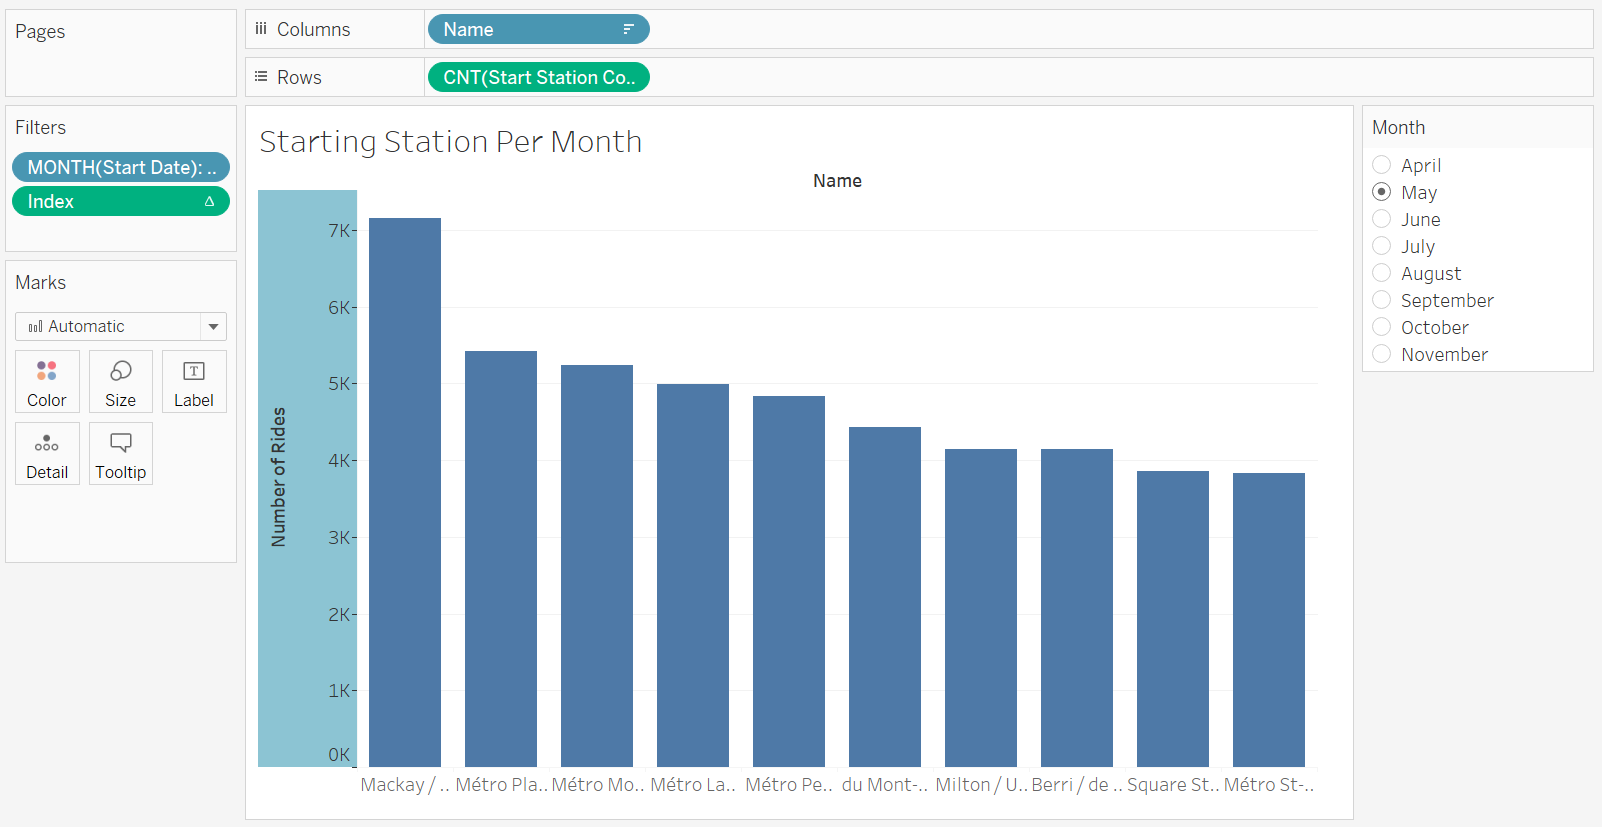 Pages
Columns
Name
Rows
CNT(Start Station Co..
Filters
MONTH(Start Date): ..
Index
Marks
Automatic
Color
Size
Label
Detail
Tooltip
Starting Station Per Month
Name
Number of Rides
7K
6K
5K
4K
3K
2K
1K
0K
Mackay / .. Métro Pla.. Métro Mo.. Métro La.. Métro Pe.. du Mont-.. Milton / U.. Berri / de .. Square St.. Métro St-..
Month
April
May
June
July
August
September
October
November